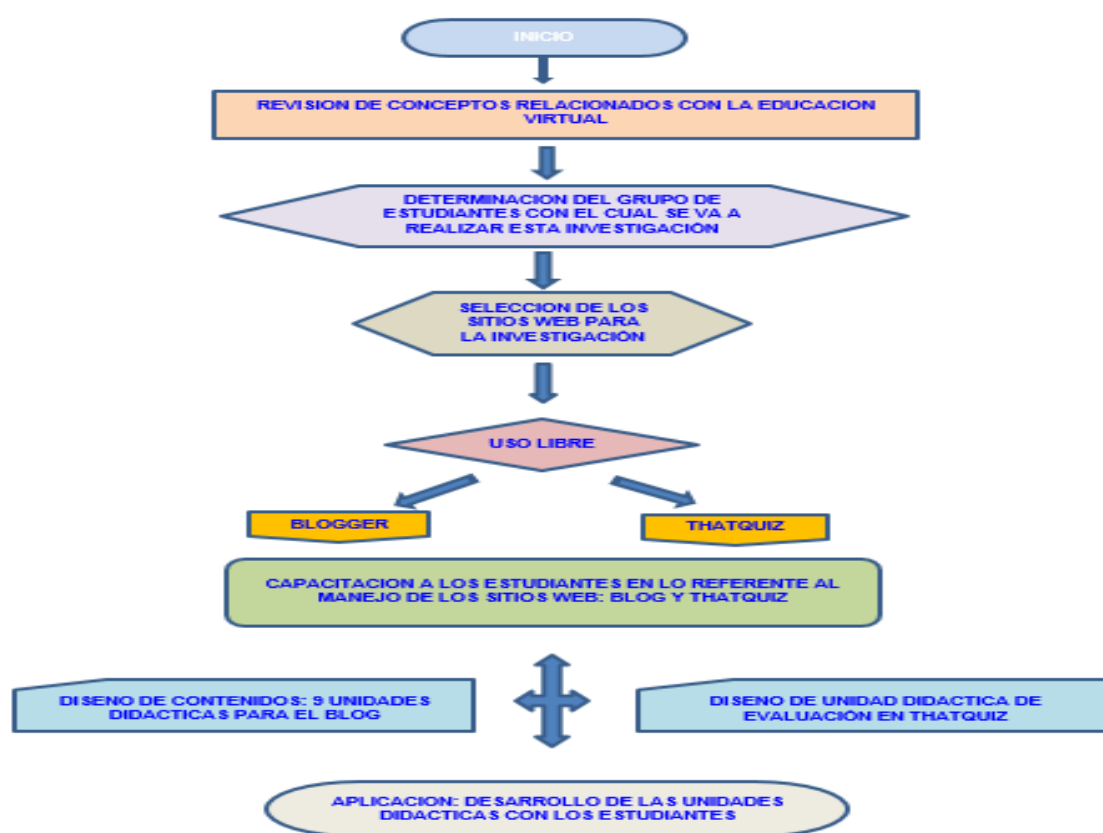 INICIO
REVISION DE CONCEPTOS RELACIONADOS CON LA EDUCACION
VIRTUAL
DETERMINACION DEL GRUPO DE
ESTUDIANTES CON EL CUAL SE VA A
REALIZAR ESTA INVESTIGACIÓN
SELECCION DE LOS
SITIOS WEB PARA
LA INVESTIGACIÓN
USO LIBRE
BLOGGER
THATQUIZ
CAPACITACION A LOS ESTUDIANTES EN LO REFERENTE AL
MANEJO DE LOS SITIOS WEB: BLOG Y THATQUIZ
DISENO DE CONTENIDOS: 9 UNIDADES
DIDACTICAS PARA EL BLOG
DISENO DE UNIDAD DIDACTICA DE
EVALUACIÓN EN THATQUIZ
APLICACION: DESARROLLO DE LAS UNIDADES
DIDACTICAS CON LOS ESTUDIANTES